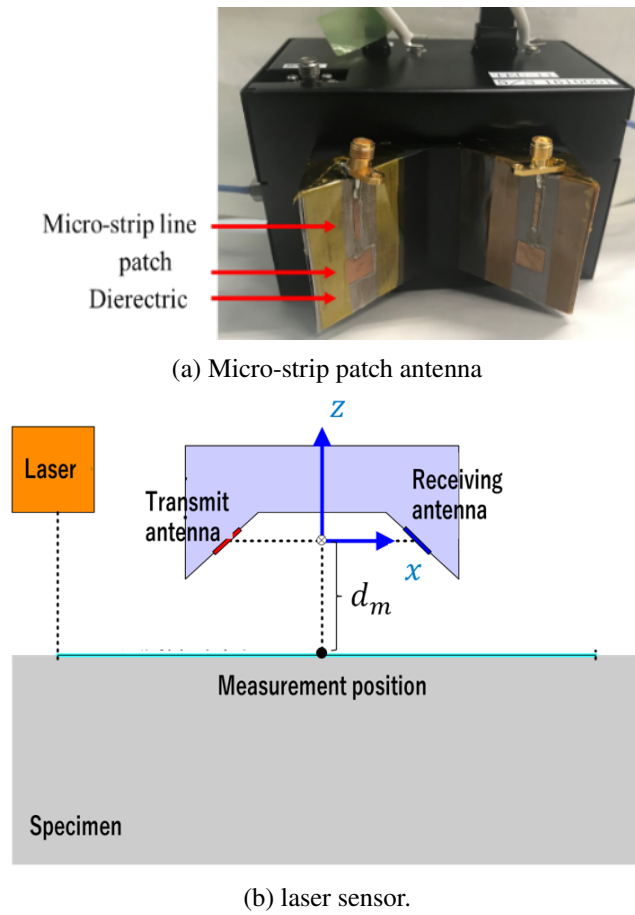 Micro-strip line
patch
Dierectric
(a) Micro-strip patch antenna
z
Laser
Transmit
antenna
Receiving
antenna
x
d_m
Measurement position
Specimen
(b) laser sensor.